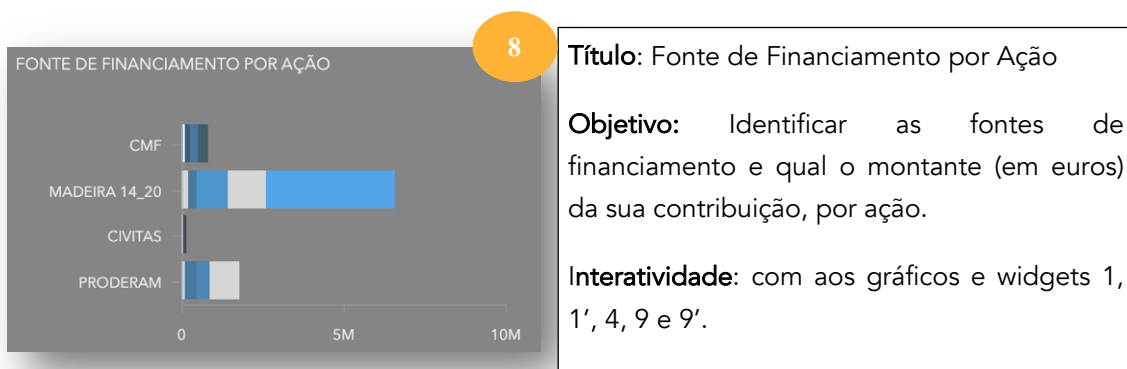 8
FONTE DE FINANCIAMENTO POR AÇÃO
CMF
MADEIRA 14_20
CIVITAS
PRODERAM
0
5M
10M
Título: Fonte de Financiamento por Ação
Objetivo: Identificar as fontes de
financiamento e qual o montante (em euros)
da sua contribuição, por ação.
Interatividade: com aos gráficos e widgets 1,
1’, 4, 9 e 9’.